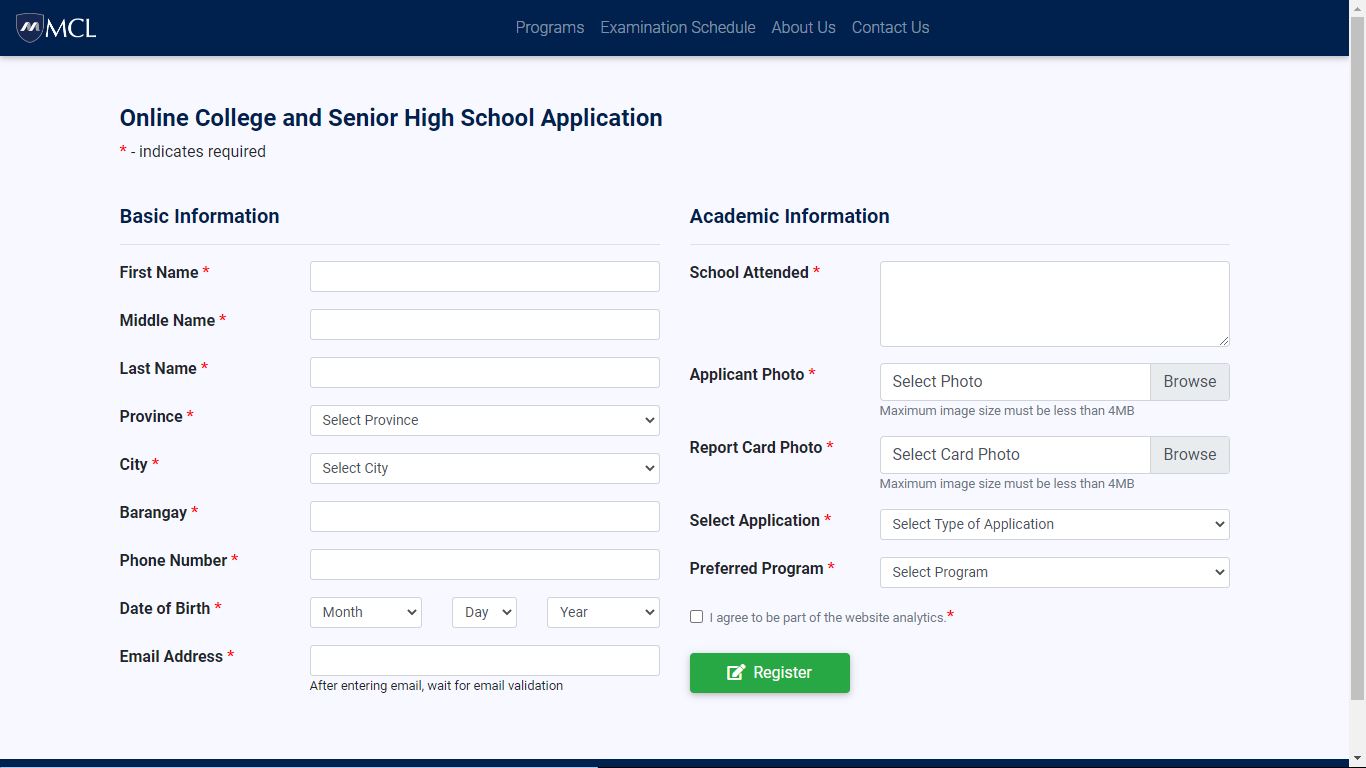 MCL
Programs Examination Schedule About Us Contact Us
Online College and Senior High School Application
* - indicates required
Basic Information
First Name *
Middle Name *
Last Name *
Province *
Select Province
City *
Select City
Barangay *
Phone Number *
Date of Birth *
Month Day Year
Email Address *
After entering email, wait for email validation
Academic Information
School Attended *
Applicant Photo *
Select Photo Browse
Maximum image size must be less than 4MB
Report Card Photo *
Select Card Photo Browse
Maximum image size must be less than 4MB
Select Application *
Select Type of Application
Preferred Program *
Select Program
I agree to be part of the website analytics.*
Register